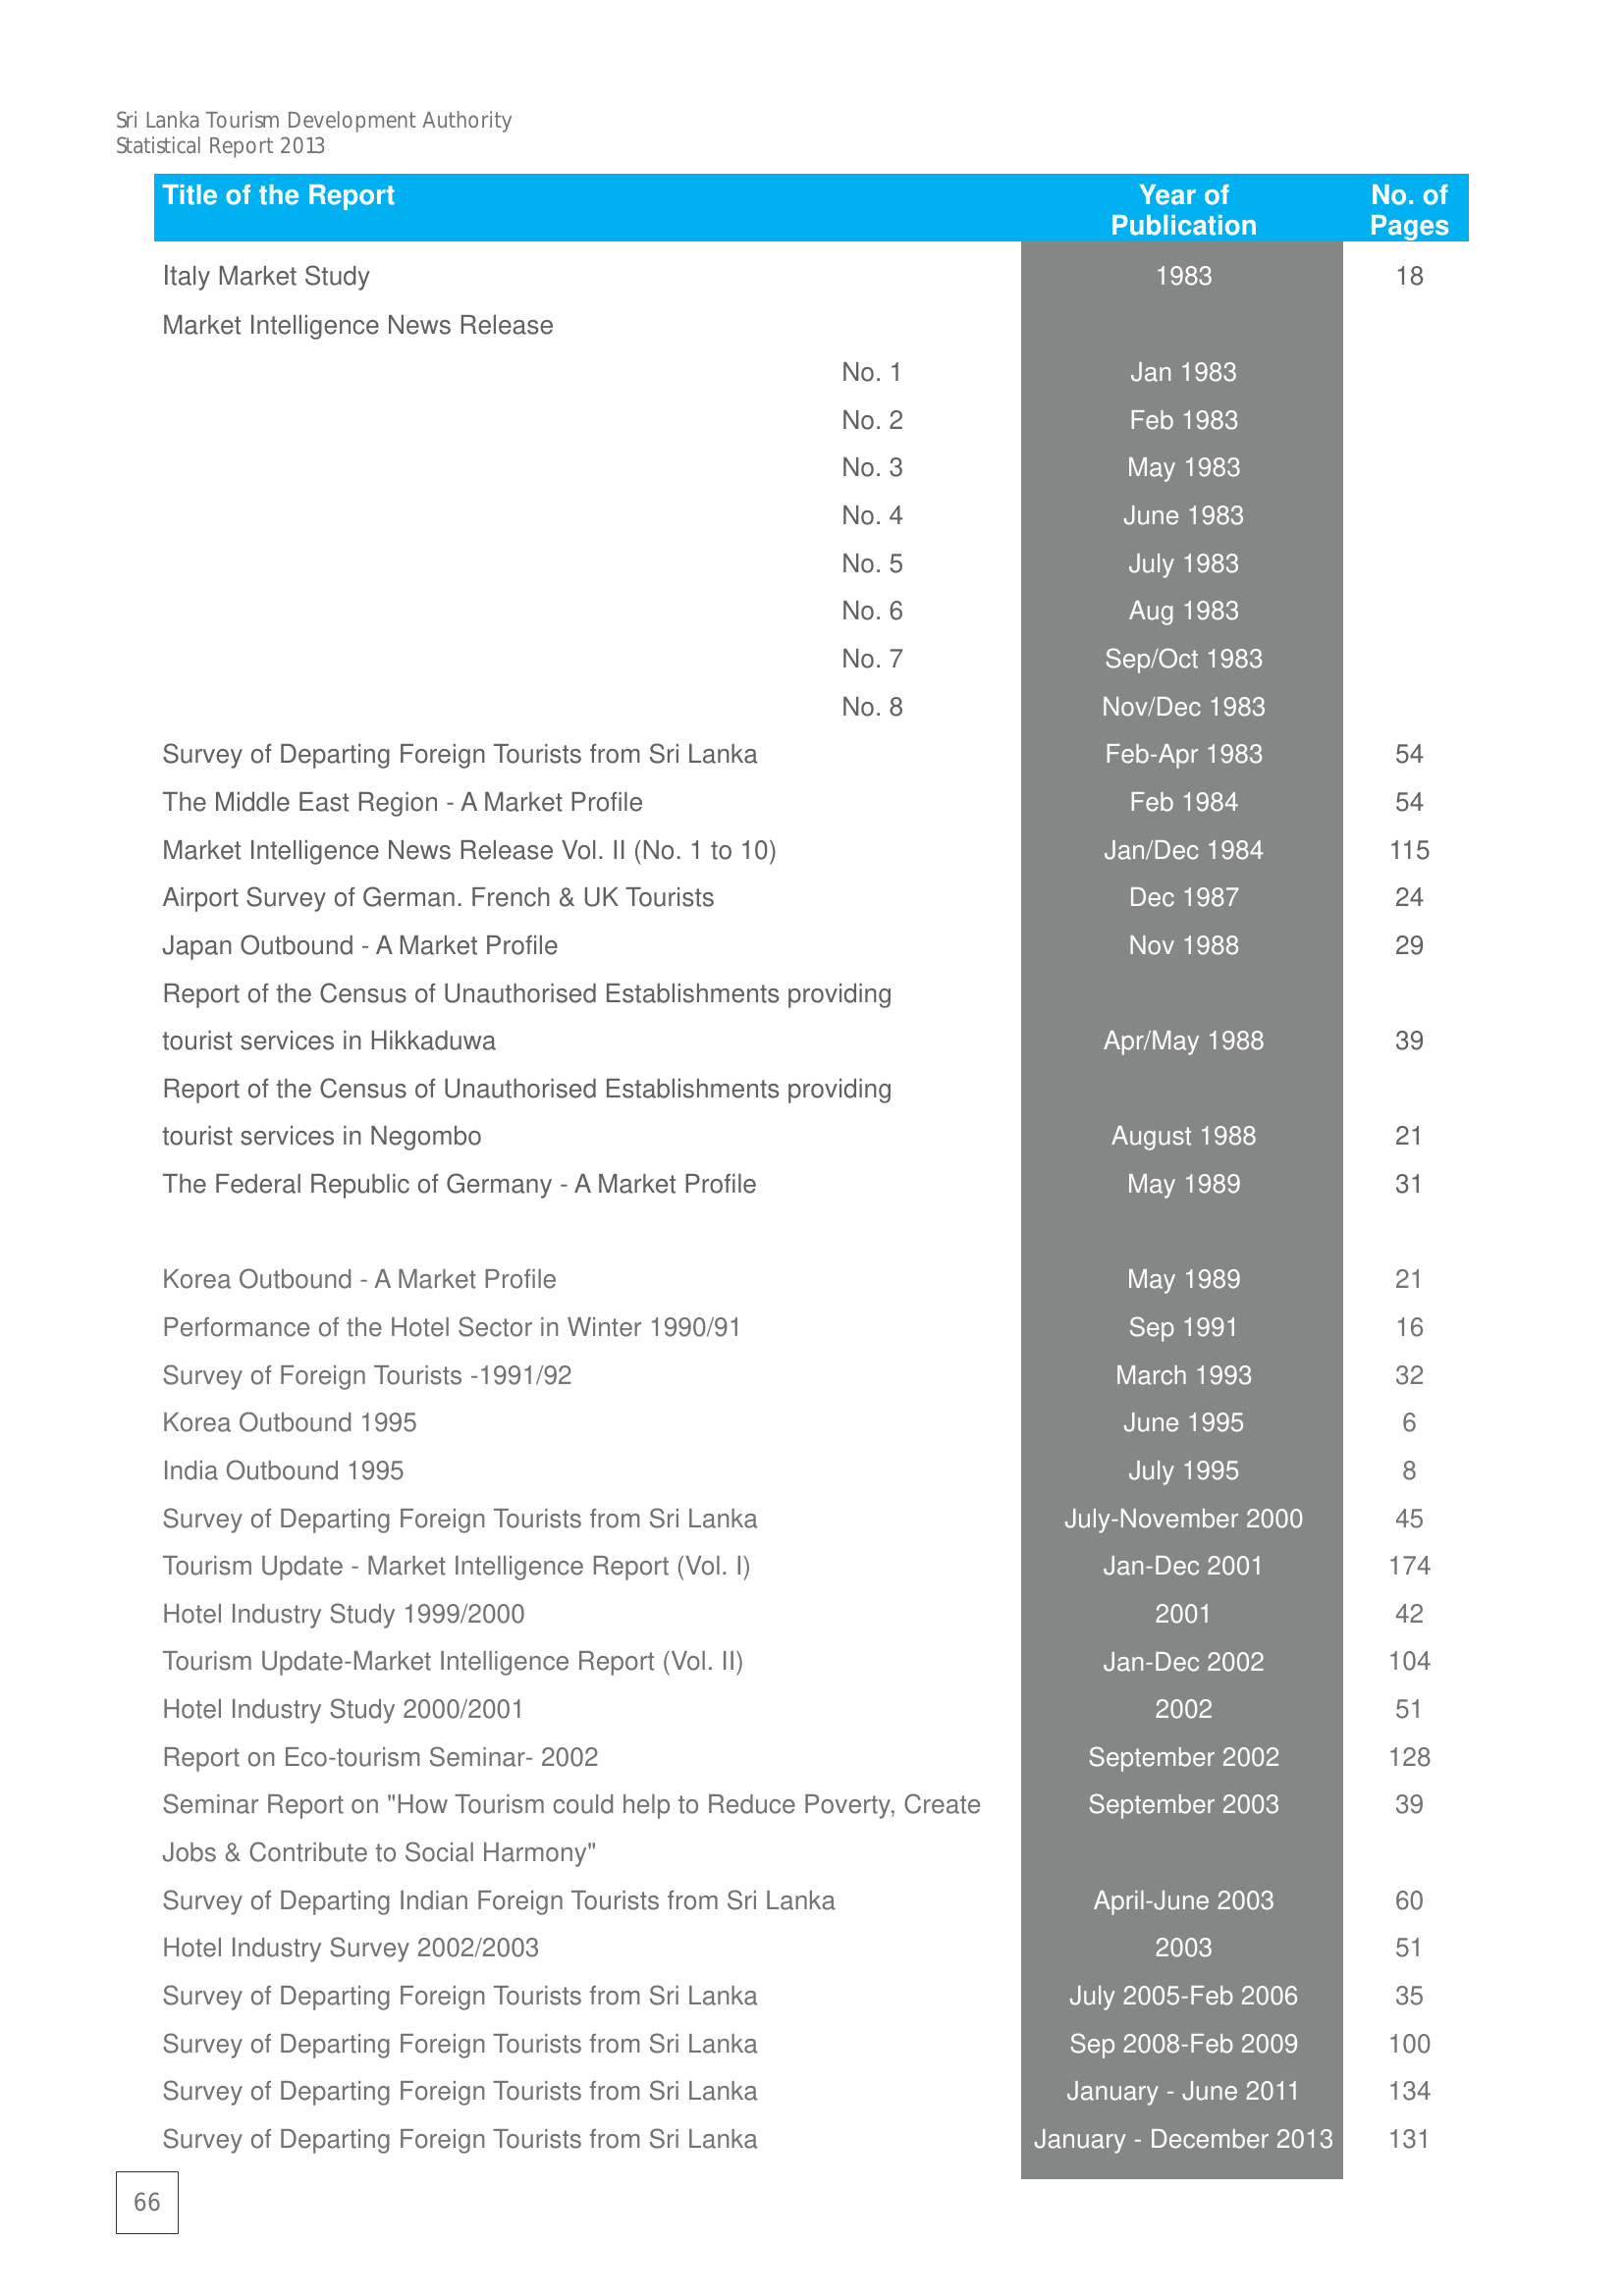 Sri Lanka Tourism Development Authority
Statistical Report 2013
Title of the Report Year of Publication No. of Pages
Italy Market Study 1983 18
Market Intelligence News Release
No. 1 Jan 1983
No. 2 Feb 1983
No. 3 May 1983
No. 4 June 1983
No. 5 July 1983
No. 6 Aug 1983
No. 7 Sep/Oct 1983
No. 8 Nov/Dec 1983
Survey of Departing Foreign Tourists from Sri Lanka Feb-Apr 1983 54
The Middle East Region - A Market Profile Feb 1984 54
Market Intelligence News Release Vol. II (No. 1 to 10) Jan/Dec 1984 115
Airport Survey of German. French & UK Tourists Dec 1987 24
Japan Outbound - A Market Profile Nov 1988 29
Report of the Census of Unauthorised Establishments providing
tourist services in Hikkaduwa Apr/May 1988 39
Report of the Census of Unauthorised Establishments providing
tourist services in Negombo August 1988 21
The Federal Republic of Germany - A Market Profile May 1989 31
Korea Outbound - A Market Profile May 1989 21
Performance of the Hotel Sector in Winter 1990/91 Sep 1991 16
Survey of Foreign Tourists -1991/92 March 1993 32
Korea Outbound 1995 June 1995 6
India Outbound 1995 July 1995 8
Survey of Departing Foreign Tourists from Sri Lanka July-November 2000 45
Tourism Update - Market Intelligence Report (Vol. I) Jan-Dec 2001 174
Hotel Industry Study 1999/2000 2001 42
Tourism Update-Market Intelligence Report (Vol. II) Jan-Dec 2002 104
Hotel Industry Study 2000/2001 2002 51
Report on Eco-tourism Seminar- 2002 September 2002 128
Seminar Report on "How Tourism could help to Reduce Poverty, Create September 2003 39
Jobs & Contribute to Social Harmony"
Survey of Departing Indian Foreign Tourists from Sri Lanka April-June 2003 60
Hotel Industry Survey 2002/2003 2003 51
Survey of Departing Foreign Tourists from Sri Lanka July 2005-Feb 2006 35
Survey of Departing Foreign Tourists from Sri Lanka Sep 2008-Feb 2009 100
Survey of Departing Foreign Tourists from Sri Lanka January - June 2011 134
Survey of Departing Foreign Tourists from Sri Lanka January - December 2013 131
66